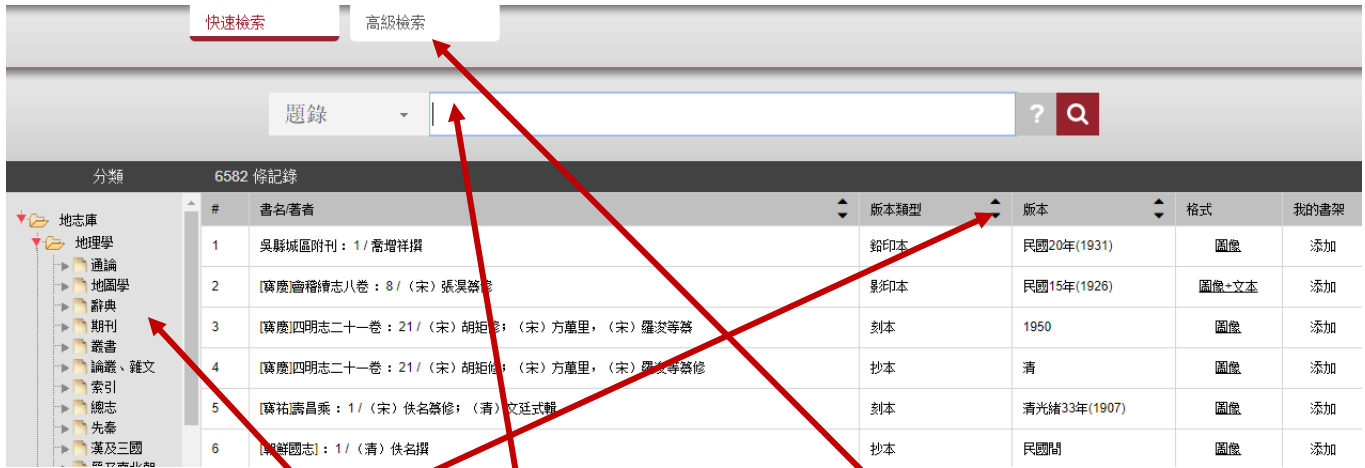 快速檢索 高級檢索
題錄 ?
分類 6582 條記錄
# 書名/著者 版本類型 版本 格式 我的書架
地志庫
地理學
1 吳縣城區附刊：1 / 喬增祥撰 鉛印本 民國20年(1931) 圖像 添加
通論
地圖學
2 [寶慶]會稽續志八卷：8 /（宋）張淏纂修 影印本 民國15年(1926) 圖像+文本 添加
辭典
期刊
3 [寶慶]四明志二十一卷：21 /（宋）胡矩修；（宋）方萬里，（宋）羅濬等纂 刻本 1950 圖像 添加
叢書
論叢、雜文
4 [寶慶]四明志二十一卷：21 /（宋）胡矩修；（宋）方萬里，（宋）羅濬等纂修 抄本 清 圖像 添加
索引
總志
5 [寶祐]壽昌乘：1 /（宋）佚名纂修；（清）文廷式輯 刻本 清光緒33年(1907) 圖像 添加
先秦
漢及三國
6 [朝鮮國志]：1 /（清）佚名撰 抄本 民國間 圖像 添加